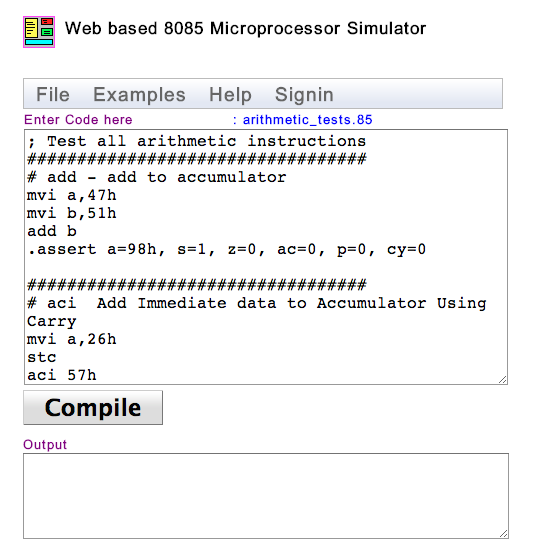 Web based 8085 Microprocessor Simulator
File Examples Help Signin
Enter Code here : arithmetic_tests.85
; Test all arithmetic instructions
##################################
# add - add to accumulator
mvi a,47h
mvi b,51h
add b
.assert a=98h, s=1, z=0, ac=0, p=0, cy=0
##################################
# aci  Add Immediate data to Accumulator Using
Carry
mvi a,26h
stc
aci 57h
Compile
Output